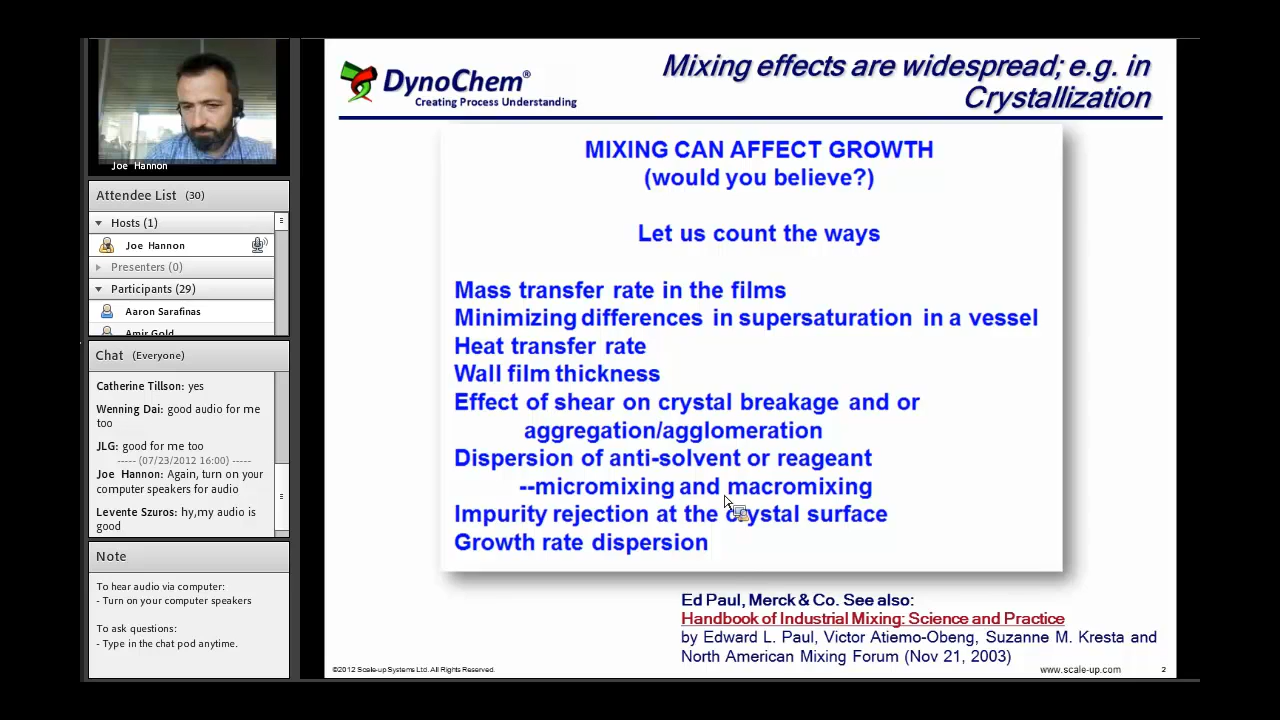 Joe Hannon
Attendee List (30)
Hosts (1)
Joe Hannon
Presenters (0)
Participants (29)
Aaron Sarafinas
Amir Gold
Chat (Everyone)
Catherine Tillson: yes
Wenning Dai: good audio for me
too
JLG: good for me too
----- (07/23/2012 16:00) -----
Joe Hannon: Again, turn on your
computer speakers for audio
Levente Szuros: hy,my audio is
good
Note
To hear audio via computer:
- Turn on your computer speakers
To ask questions:
- Type in the chat pod anytime.
DynoChem®
Creating Process Understanding
Mixing effects are widespread; e.g. in
Crystallization
MIXING CAN AFFECT GROWTH
(would you believe?)
Let us count the ways
Mass transfer rate in the films
Minimizing differences in supersaturation in a vessel
Heat transfer rate
Wall film thickness
Effect of shear on crystal breakage and or
aggregation/agglomeration
Dispersion of anti-solvent or reageant
--micromixing and macromixing
Impurity rejection at the crystal surface
Growth rate dispersion
Ed Paul, Merck & Co. See also:
Handbook of Industrial Mixing: Science and Practice
by Edward L. Paul, Victor Atiemo-Obeng, Suzanne M. Kresta and
North American Mixing Forum (Nov 21, 2003)
©2012 Scale-up Systems Ltd. All Rights Reserved.
www.scale-up.com
2